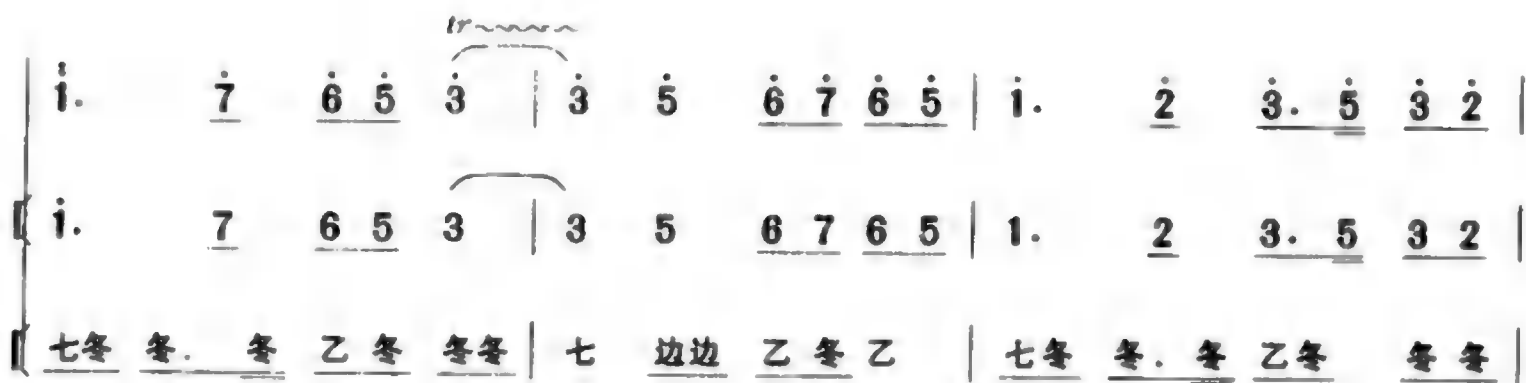 tr
i̇. 7̇ 6̇ 5̇ 3̇ | 3̇ 5̇ 6̇ 7̇ 6̇ 5̇ | i. 2̇ 3̇. 5̇ 3̇ 2̇ |
i. 7 6 5 3 | 3 5 6 7 6 5 | 1. 2 3. 5 3 2 |
七冬 冬. 冬 乙冬 冬冬 | 七 边边 乙冬 乙 | 七冬 冬. 冬 乙冬 冬冬 |